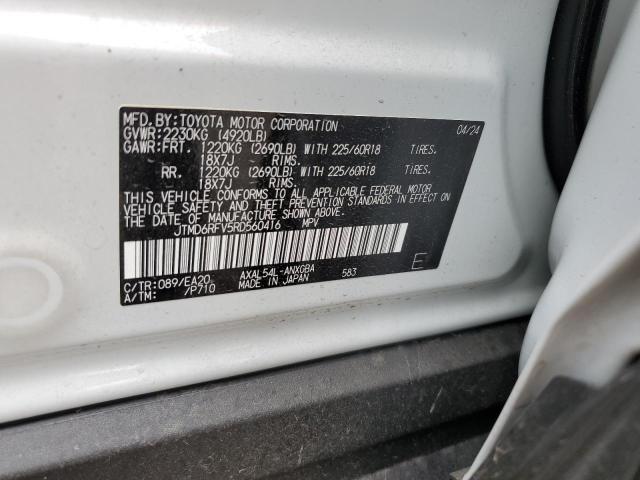 MFD. BY: TOYOTA MOTOR CORPORATION 04/24
GVWR: 2230KG (4920LB)
GAWR: FRT. 1220KG (2690LB) WITH 225/60R18 TIRES.
18X7J RIMS.
RR. 1220KG (2690LB) WITH 225/60R18 TIRES.
18X7J RIMS.
THIS VEHICLE CONFORMS TO ALL APPLICABLE FEDERAL MOTOR
VEHICLE SAFETY, AND THEFT PREVENTION STANDARDS IN EFFECT ON
THE DATE OF MANUFACTURE SHOWN ABOVE.
JTMD6RFV5RD560416 MPV
C/TR: 089/EA20 AXAL54L-ANXGBA 583 E
A/TM: /P710 MADE IN JAPAN